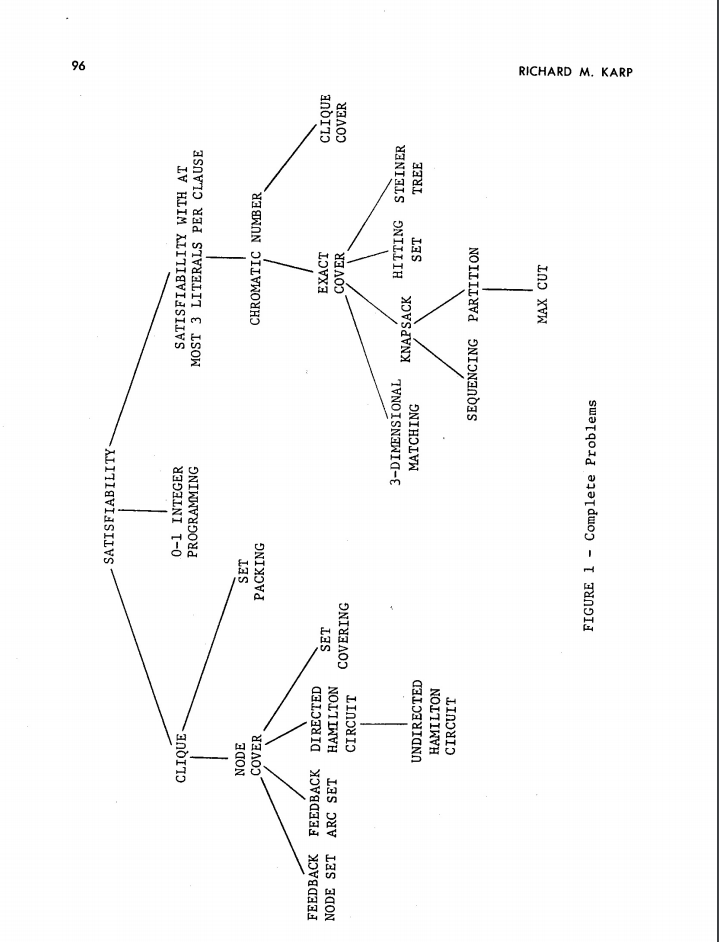 96
RICHARD M. KARP
SATISFIABILITY
CLIQUE
0-1 INTEGER
PROGRAMMING
SATISFIABILITY WITH AT
MOST 3 LITERALS PER CLAUSE
NODE
COVER
SET
PACKING
CHROMATIC NUMBER
FEEDBACK
NODE SET
FEEDBACK
ARC SET
DIRECTED
HAMILTON
CIRCUIT
SET
COVERING
EXACT
COVER
CLIQUE
COVER
UNDIRECTED
HAMILTON
CIRCUIT
3-DIMENSIONAL
MATCHING
KNAPSACK
HITTING
SET
STEINER
TREE
SEQUENCING
PARTITION
MAX CUT
FIGURE 1 - Complete Problems